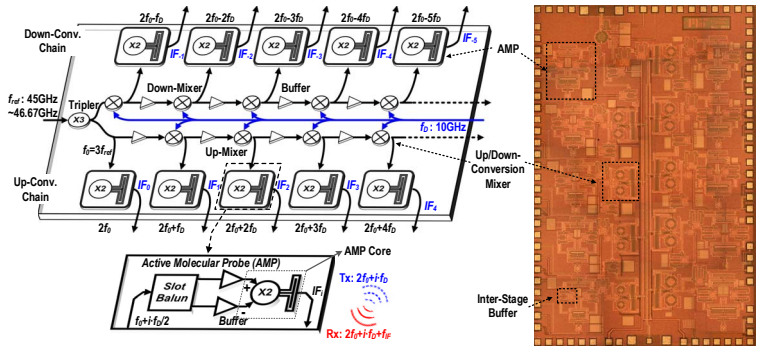 Down-Conv.
Chain
2f0-fD
2f0-2fD
2f0-3fD
2f0-4fD
2f0-5fD
X2
X2
X2
X2
X2
IF-1
IF-2
IF-3
IF-4
IF-5
AMP
Down-Mixer
Buffer
fref: 45GHz
~46.67GHz
Tripler
X3
fD: 10GHz
f0=3fref
Up-Mixer
Up/Down-
Conversion
Mixer
Up-Conv.
Chain
X2
X2
X2
X2
X2
IF0
IF1
IF2
IF3
IF4
2f0
2f0+fD
2f0+2fD
2f0+3fD
2f0+4fD
AMP Core
Active Molecular Probe (AMP)
Slot
Balun
X2
+
-
IFi
Buffer
f0+i·fD/2
Tx: 2f0+i·fD
Rx: 2f0+i·fD+fIF
Inter-Stage
Buffer